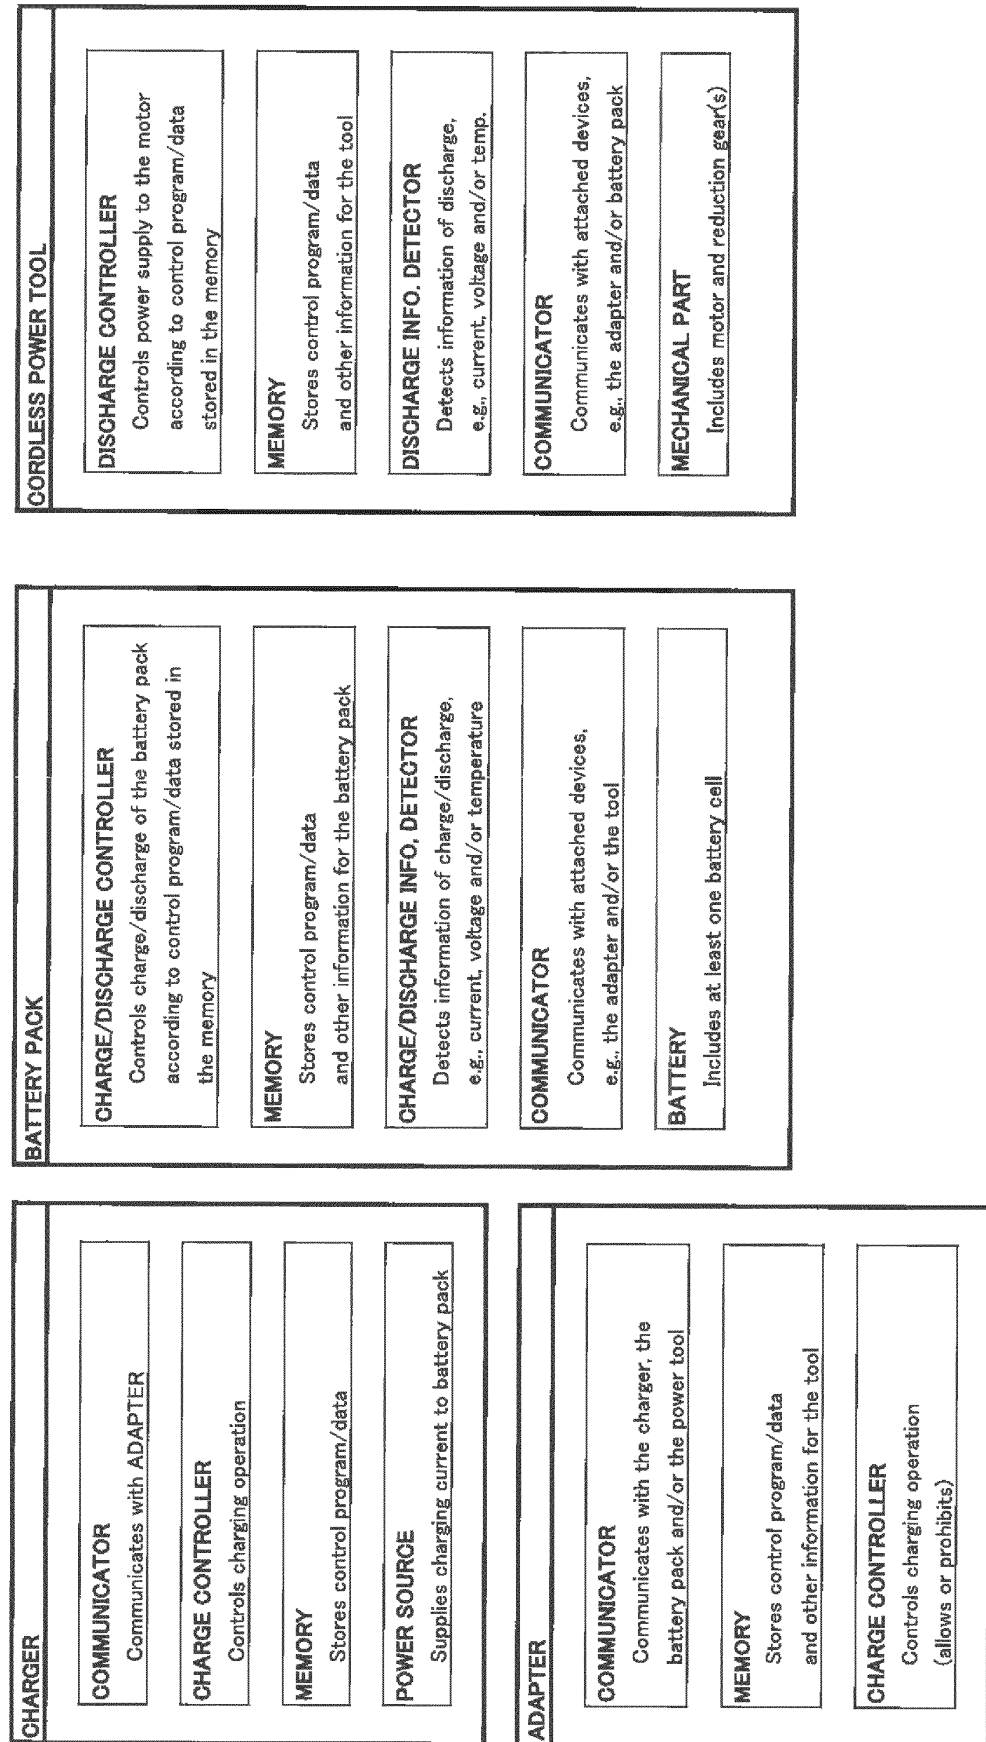 CHARGER
COMMUNICATOR
Communicates with ADAPTER
CHARGE CONTROLLER
Controls charging operation
MEMORY
Stores control program/data
POWER SOURCE
Supplies charging current to battery pack
ADAPTER
COMMUNICATOR
Communicates with the charger, the
battery pack and/or the power tool
MEMORY
Stores control program/data
and other information for the tool
CHARGE CONTROLLER
Controls charging operation
(allows or prohibits)
BATTERY PACK
CHARGE/DISCHARGE CONTROLLER
Controls charge/discharge of the battery pack
according to control program/data stored in
the memory
MEMORY
Stores control program/data
and other information for the battery pack
CHARGE/DISCHARGE INFO. DETECTOR
Detects information of charge/discharge,
e.g., current, voltage and/or temperature
COMMUNICATOR
Communicates with attached devices,
e.g., the adapter and/or the tool
BATTERY
Includes at least one battery cell
CORDLESS POWER TOOL
DISCHARGE CONTROLLER
Controls power supply to the motor
according to control program/data
stored in the memory
MEMORY
Stores control program/data
and other information for the tool
DISCHARGE INFO. DETECTOR
Detects information of discharge,
e.g., current, voltage and/or temp.
COMMUNICATOR
Communicates with attached devices,
e.g., the adapter and/or battery pack
MECHANICAL PART
Includes motor and reduction gear(s)